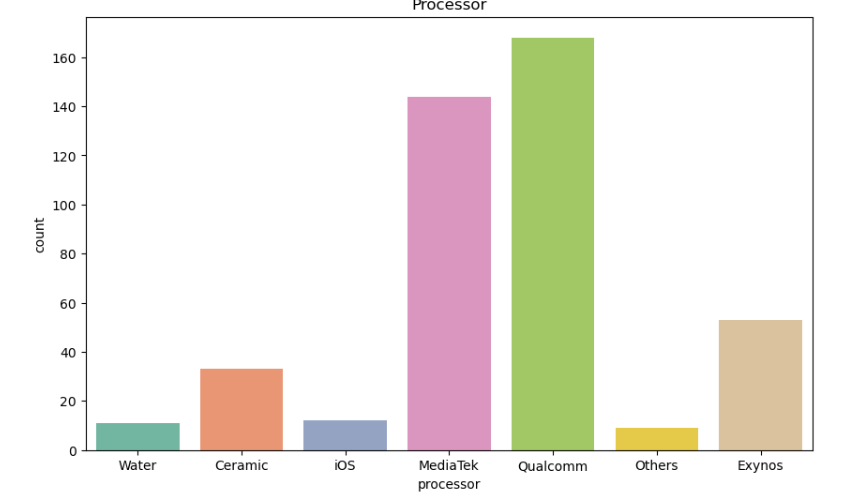 Processor
160
140
120
100
80
60
40
20
0
count
Water Ceramic iOS MediaTek Qualcomm Others Exynos
processor